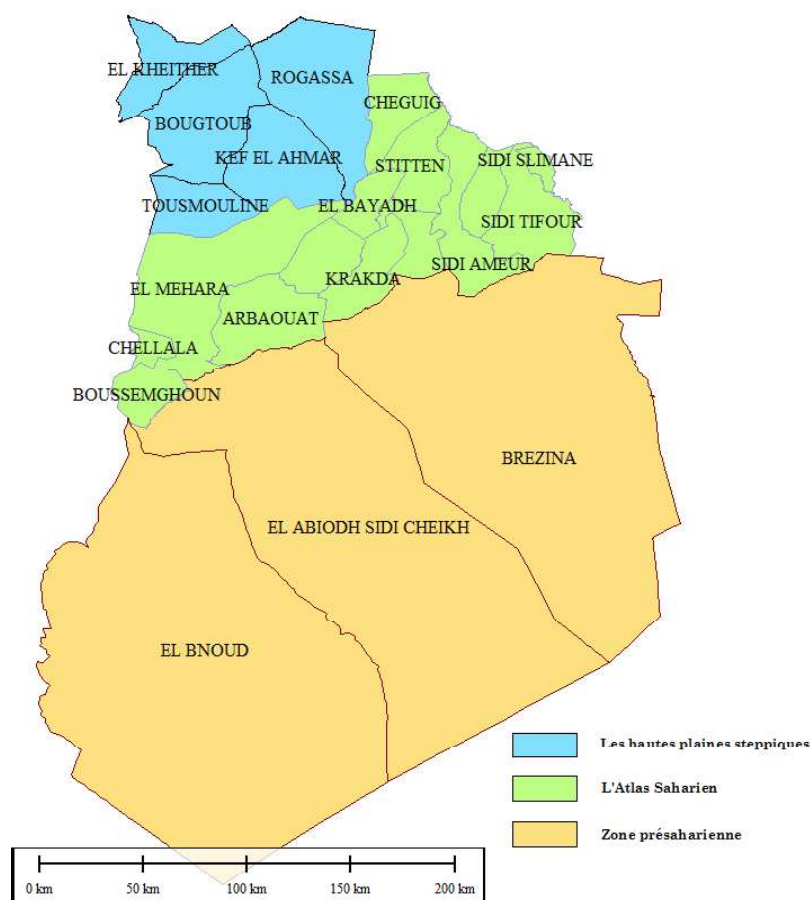 EL KHEITHER
ROGASSA
CHEGUIG
BOUGTOUB
KEF EL AHMAR
STITTEN
SIDI SLIMANE
TOUSMOULINE
EL BAYADH
SIDI TIFOUR
SIDI AMEUR
KRAKDA
EL MEHARA
ARBAOUAT
CHELLALA
BOUSSEMGHOUN
BREZINA
EL ABIODH SIDI CHEIKH
EL BNOUD
Les hautes plaines steppiques
L'Atlas Saharien
Zone présaharienne
0 km 50 km 100 km 150 km 200 km